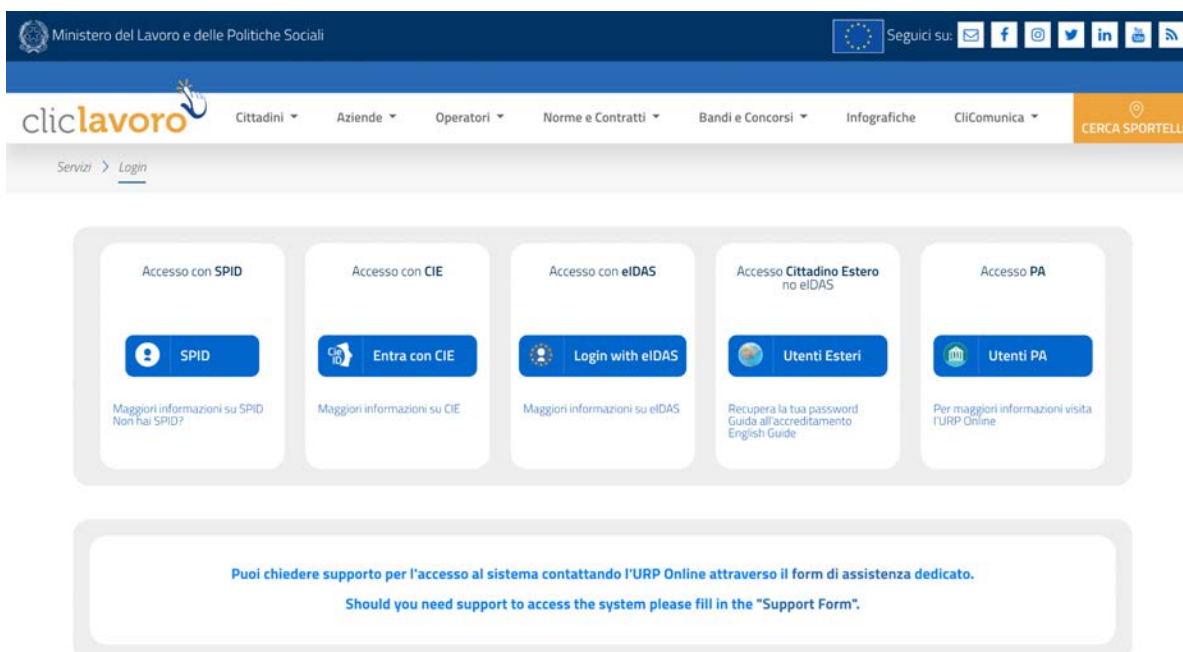 Ministero del Lavoro e delle Politiche Sociali
Seguici su:
cliclavoro
Cittadini
Aziende
Operatori
Norme e Contratti
Bandi e Concorsi
Infografiche
CliComunica
CERCA SPORTELL
Servizi > Login
Accesso con SPID
SPID
Maggiori informazioni su SPID
Non hai SPID?
Accesso con CIE
Entra con CIE
Maggiori informazioni su CIE
Accesso con eIDAS
Login with eIDAS
Maggiori informazioni su eIDAS
Accesso Cittadino Estero
no eIDAS
Utenti Esteri
Recupera la tua password
Guida all'accreditamento
English Guide
Accesso PA
Utenti PA
Per maggiori informazioni visita
l'URP Online
Puoi chiedere supporto per l'accesso al sistema contattando l'URP Online attraverso il form di assistenza dedicato.
Should you need support to access the system please fill in the "Support Form".